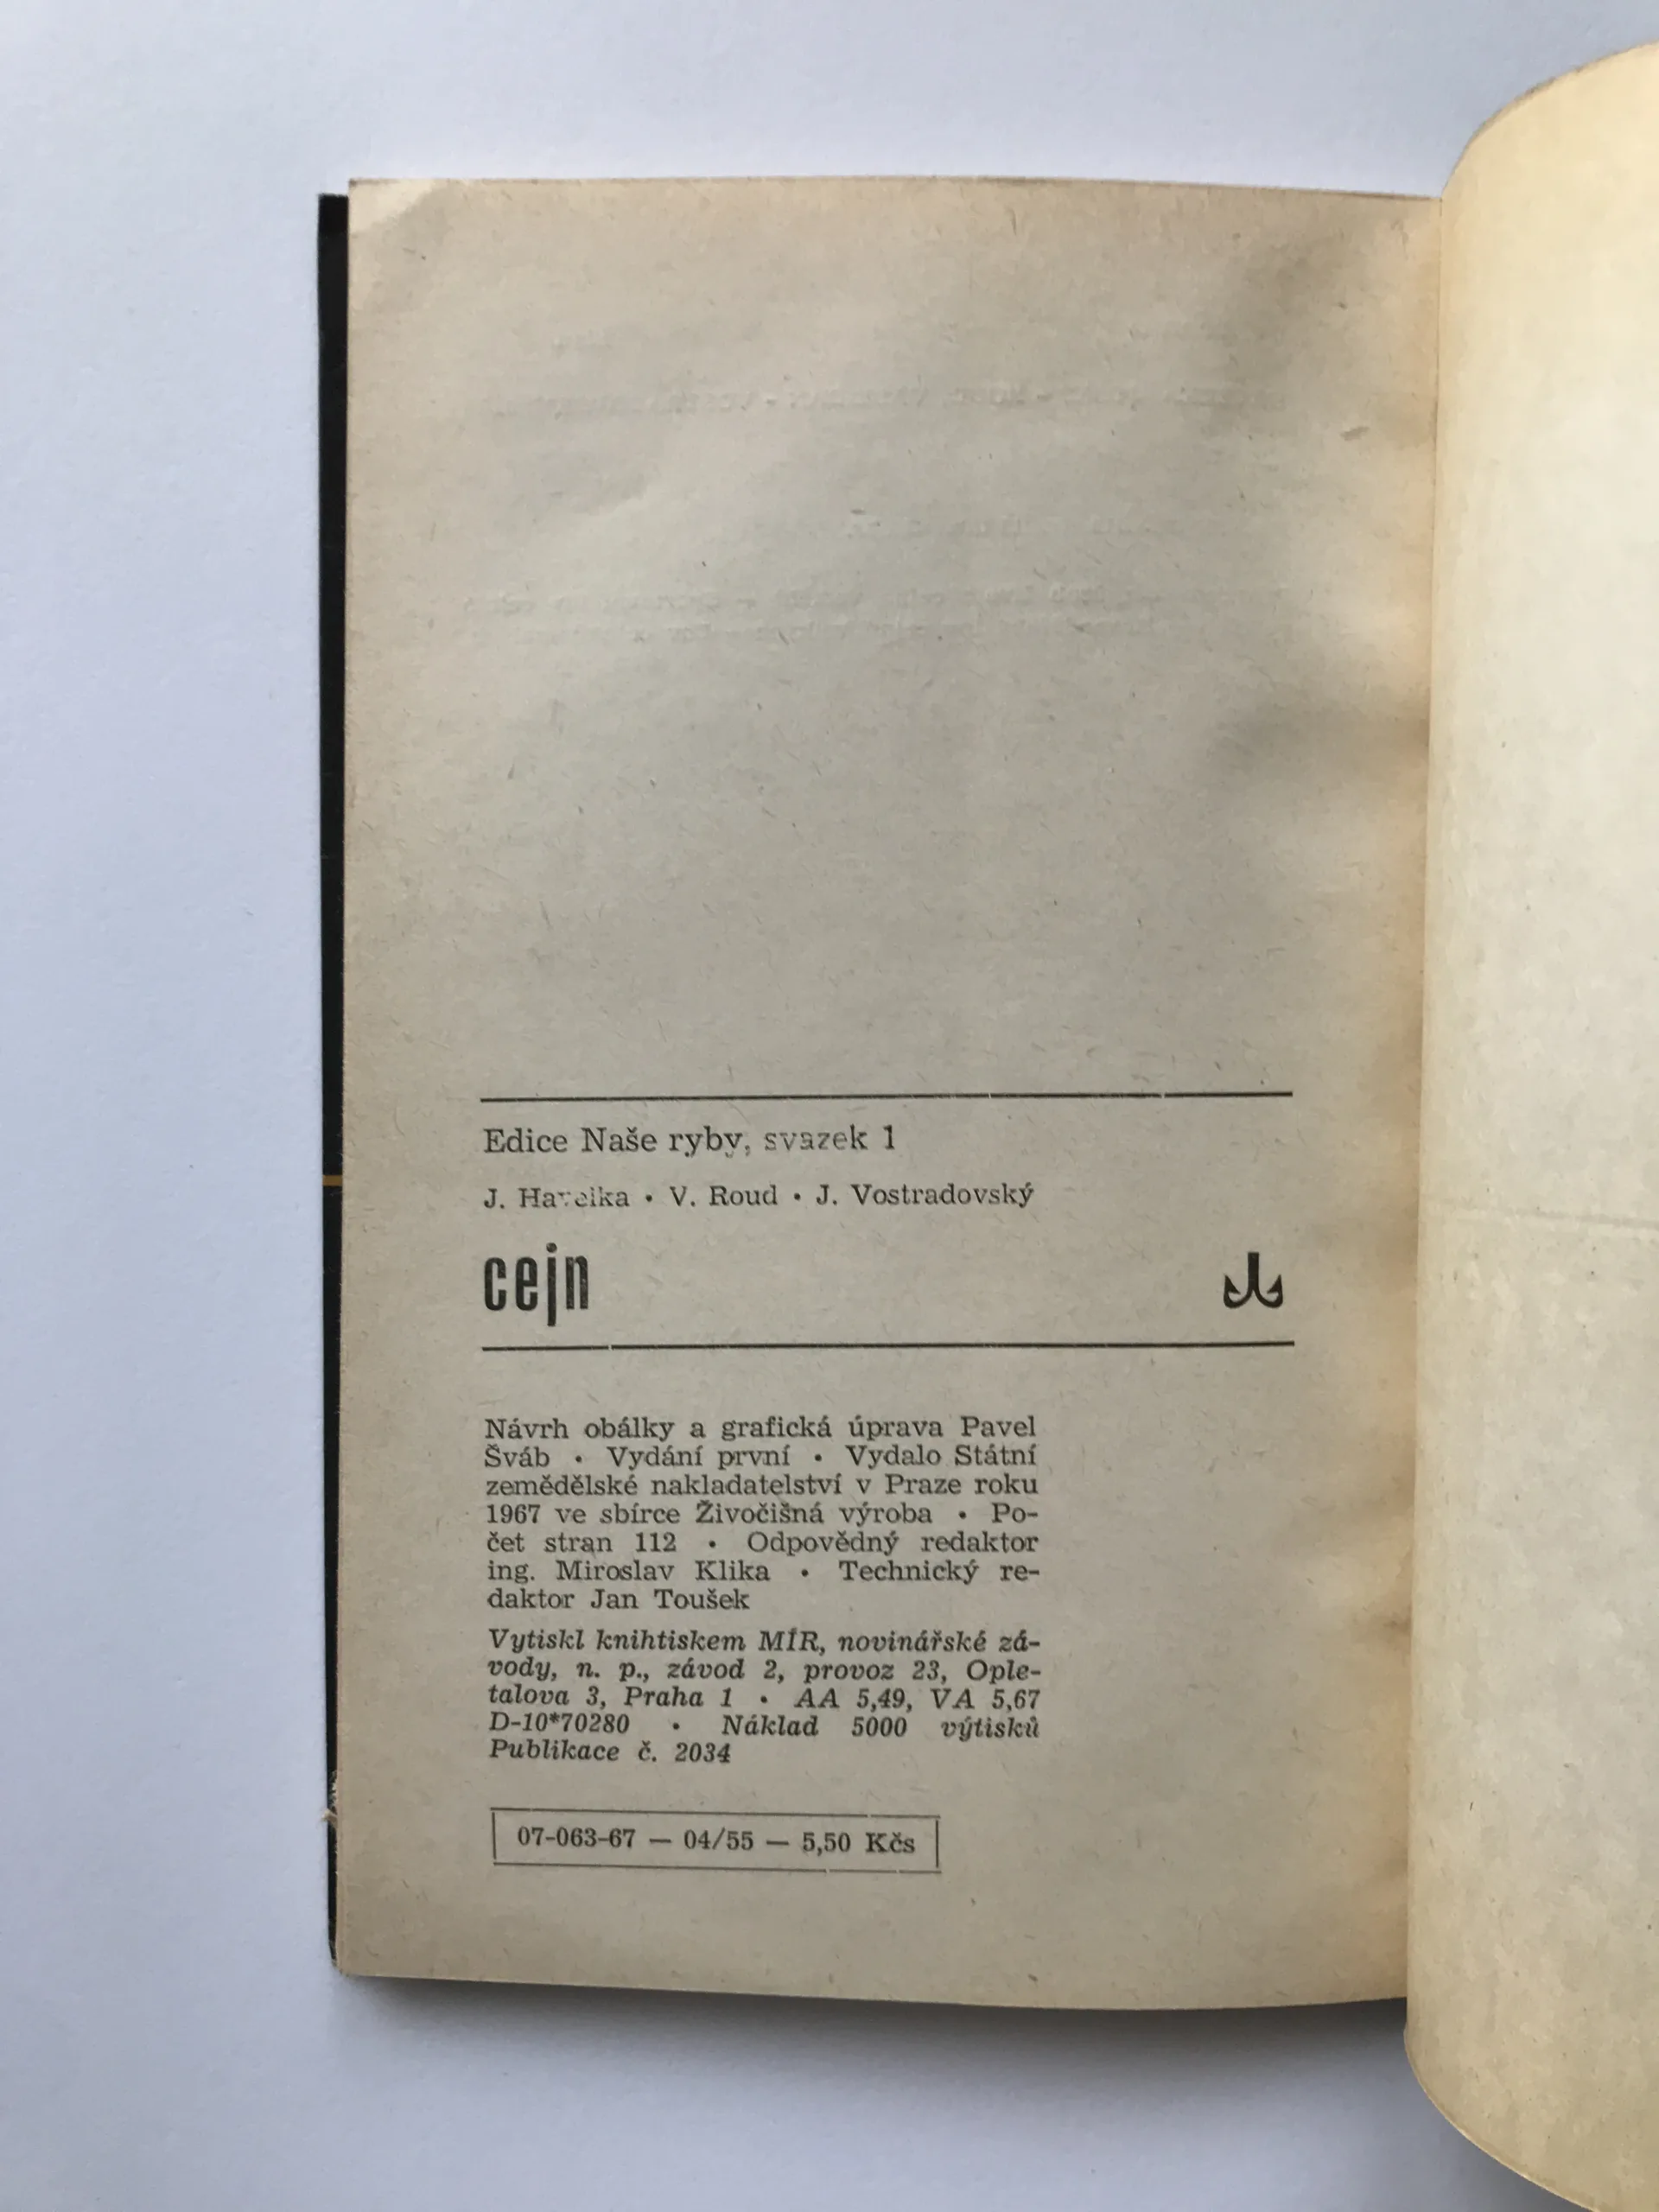 Edice Naše ryby, svazek 1
J. Havelka • V. Roud • J. Vostradovský
cejn
Návrh obálky a grafická úprava Pavel
Šváb • Vydání první • Vydalo Státní
zemědělské nakladatelství v Praze roku
1967 ve sbírce Živočišná výroba • Po-
čet stran 112 • Odpovědný redaktor
ing. Miroslav Klika • Technický re-
daktor Jan Toušek
Vytiskl knihtiskem MÍR, novinářské zá-
vody, n. p., závod 2, provoz 23, Ople-
talova 3, Praha 1 • AA 5,49, VA 5,67
D-10*70280 • Náklad 5000 výtisků
Publikace č. 2034
07-063-67 — 04/55 — 5,50 Kčs